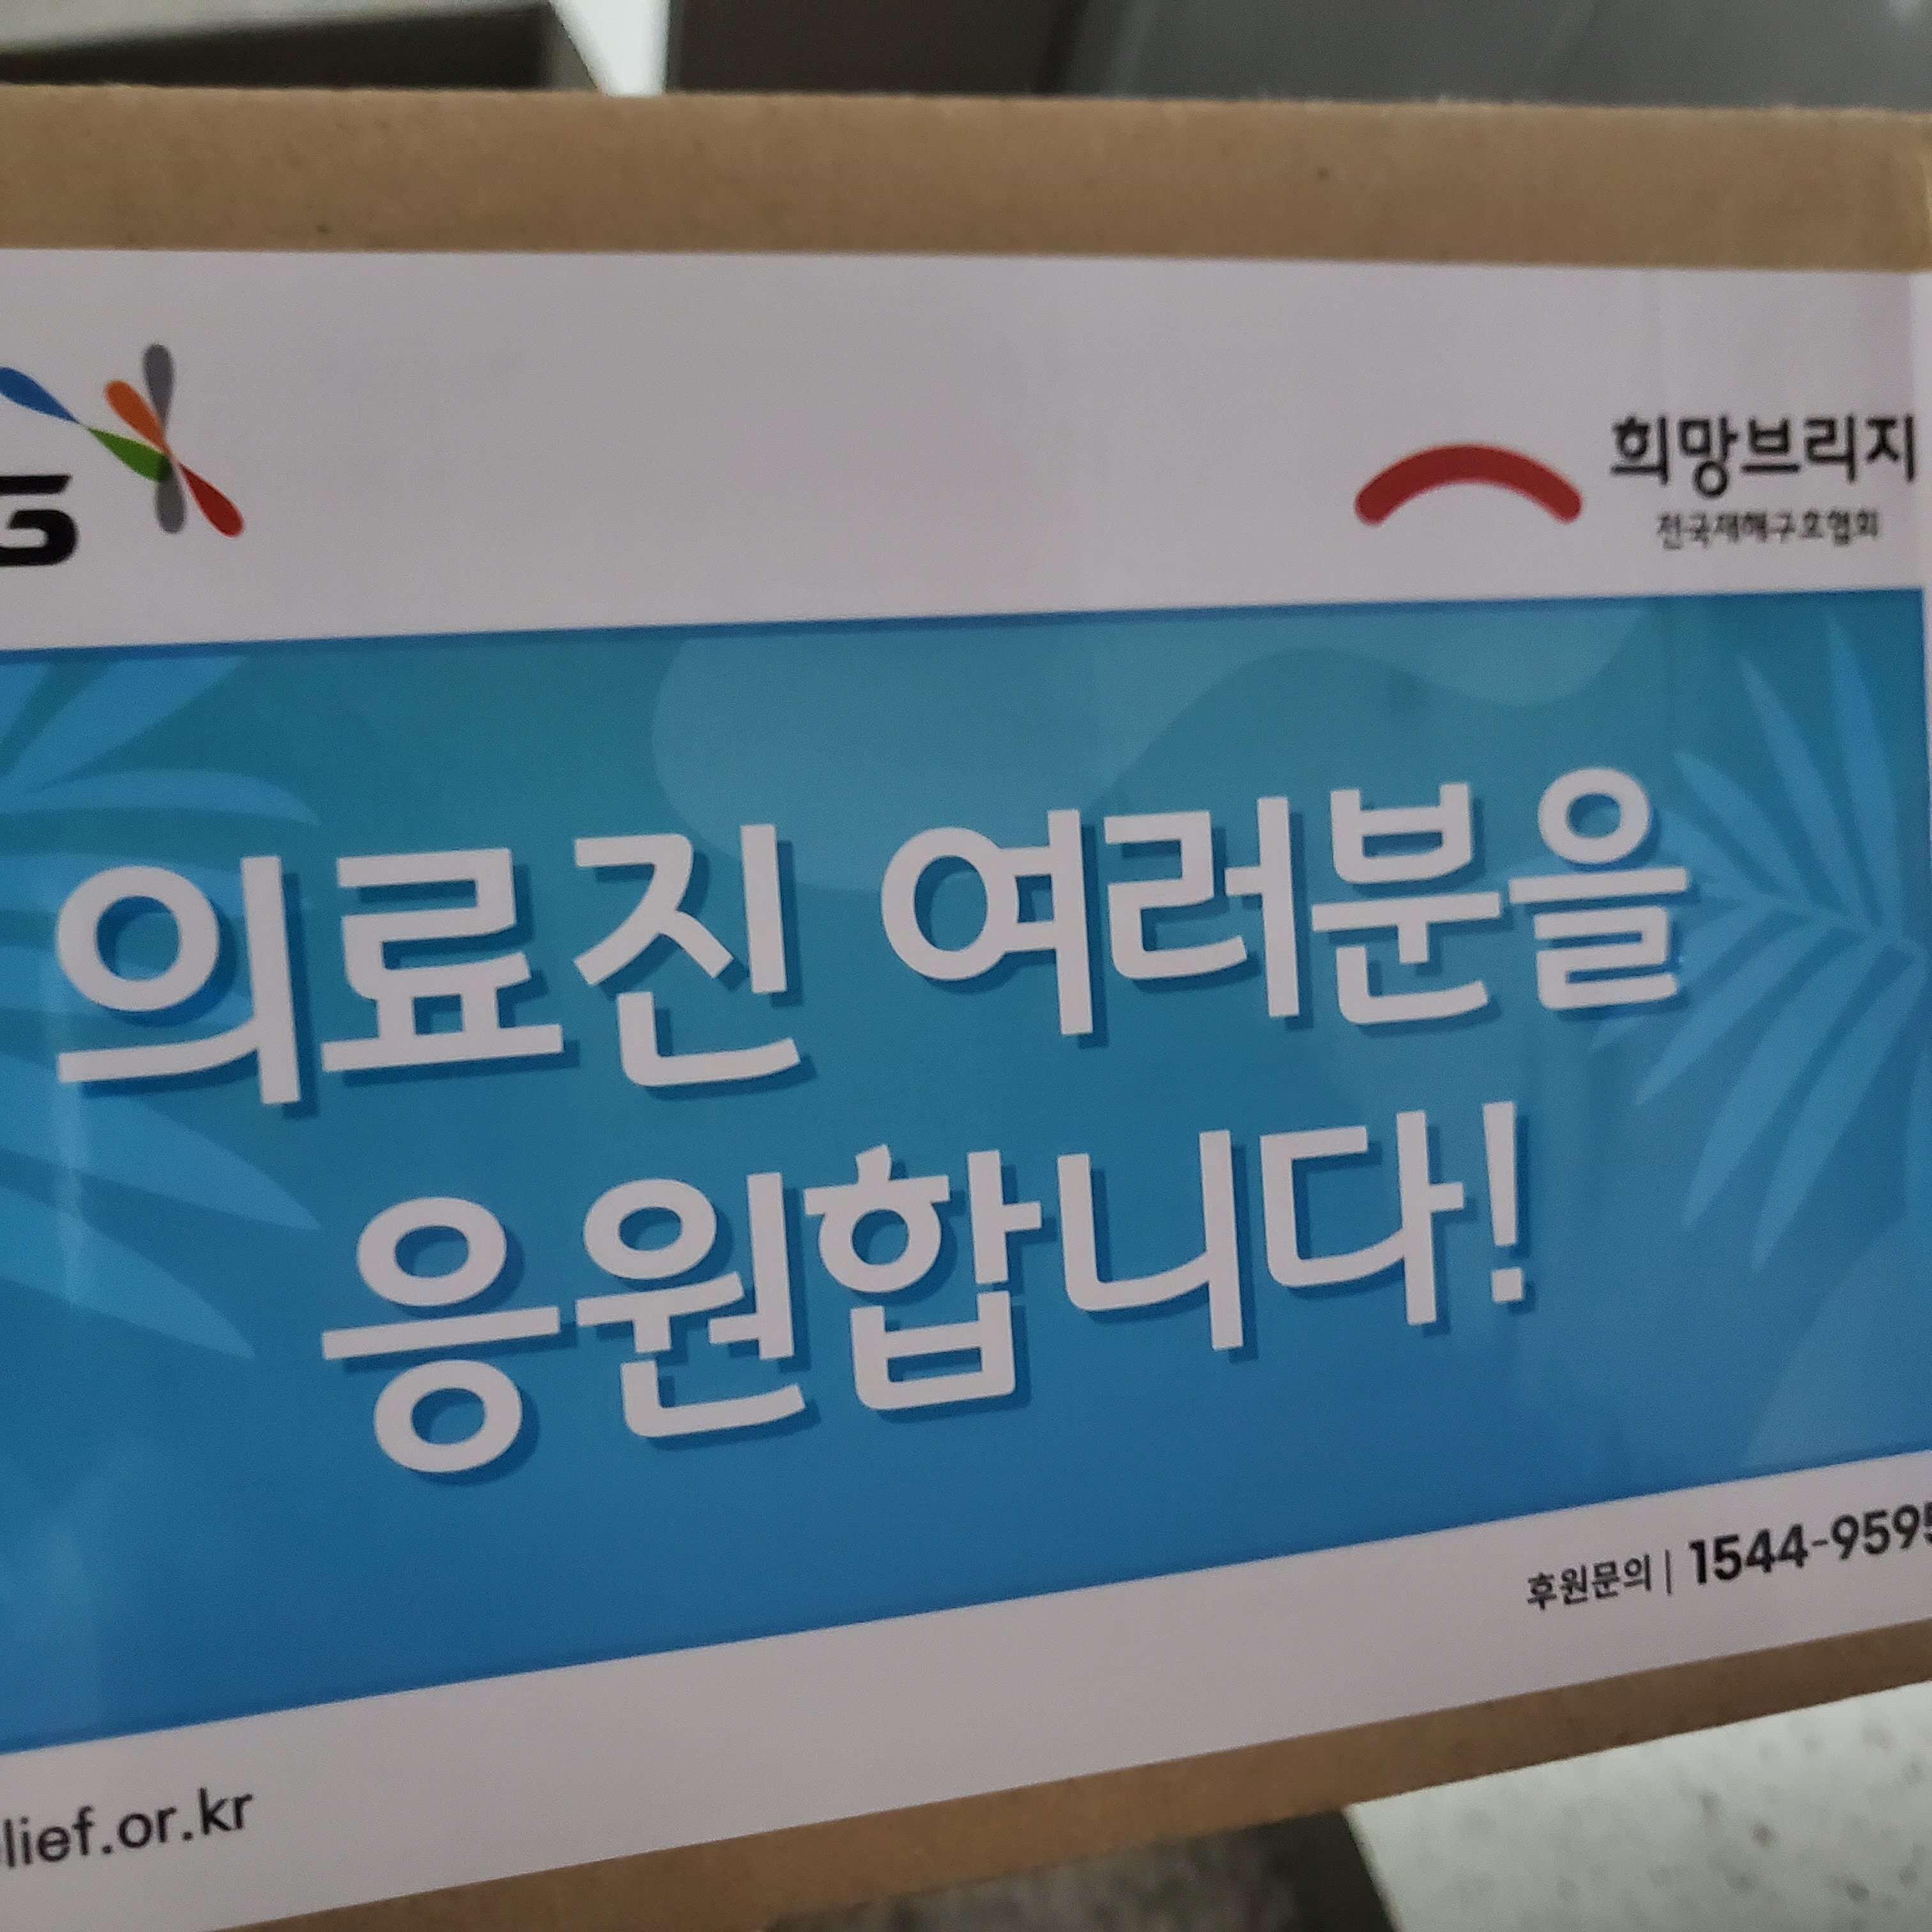 희망브리지
전국재해구호협회
의료진 여러분을
응원합니다!
후원문의 | 1544-9595
lief.or.kr